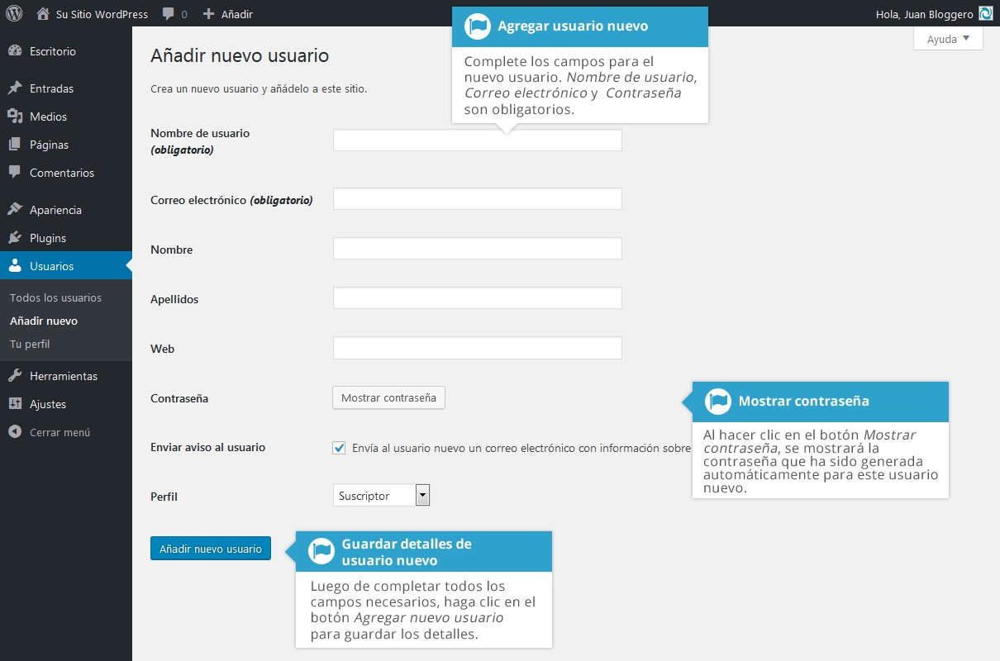 Su Sitio WordPress
0
Añadir
Hola, Juan Bloggero
Ayuda
Escritorio
Entradas
Medios
Páginas
Comentarios
Apariencia
Plugins
Usuarios
Todos los usuarios
Añadir nuevo
Tu perfil
Herramientas
Ajustes
Cerrar menú
Añadir nuevo usuario
Crea un nuevo usuario y añádelo a este sitio.
Agregar usuario nuevo
Complete los campos para el
nuevo usuario. Nombre de usuario,
Correo electrónico y Contraseña
son obligatorios.
Nombre de usuario
(obligatorio)
Correo electrónico (obligatorio)
Nombre
Apellidos
Web
Contraseña
Mostrar contraseña
Mostrar contraseña
Al hacer clic en el botón Mostrar
contraseña, se mostrará la
contraseña que ha sido generada
automáticamente para este usuario
nuevo.
Enviar aviso al usuario
Envía al usuario nuevo un correo electrónico con información sobre
Perfil
Suscriptor
Añadir nuevo usuario
Guardar detalles de
usuario nuevo
Luego de completar todos los
campos necesarios, haga clic en el
botón Agregar nuevo usuario
para guardar los detalles.